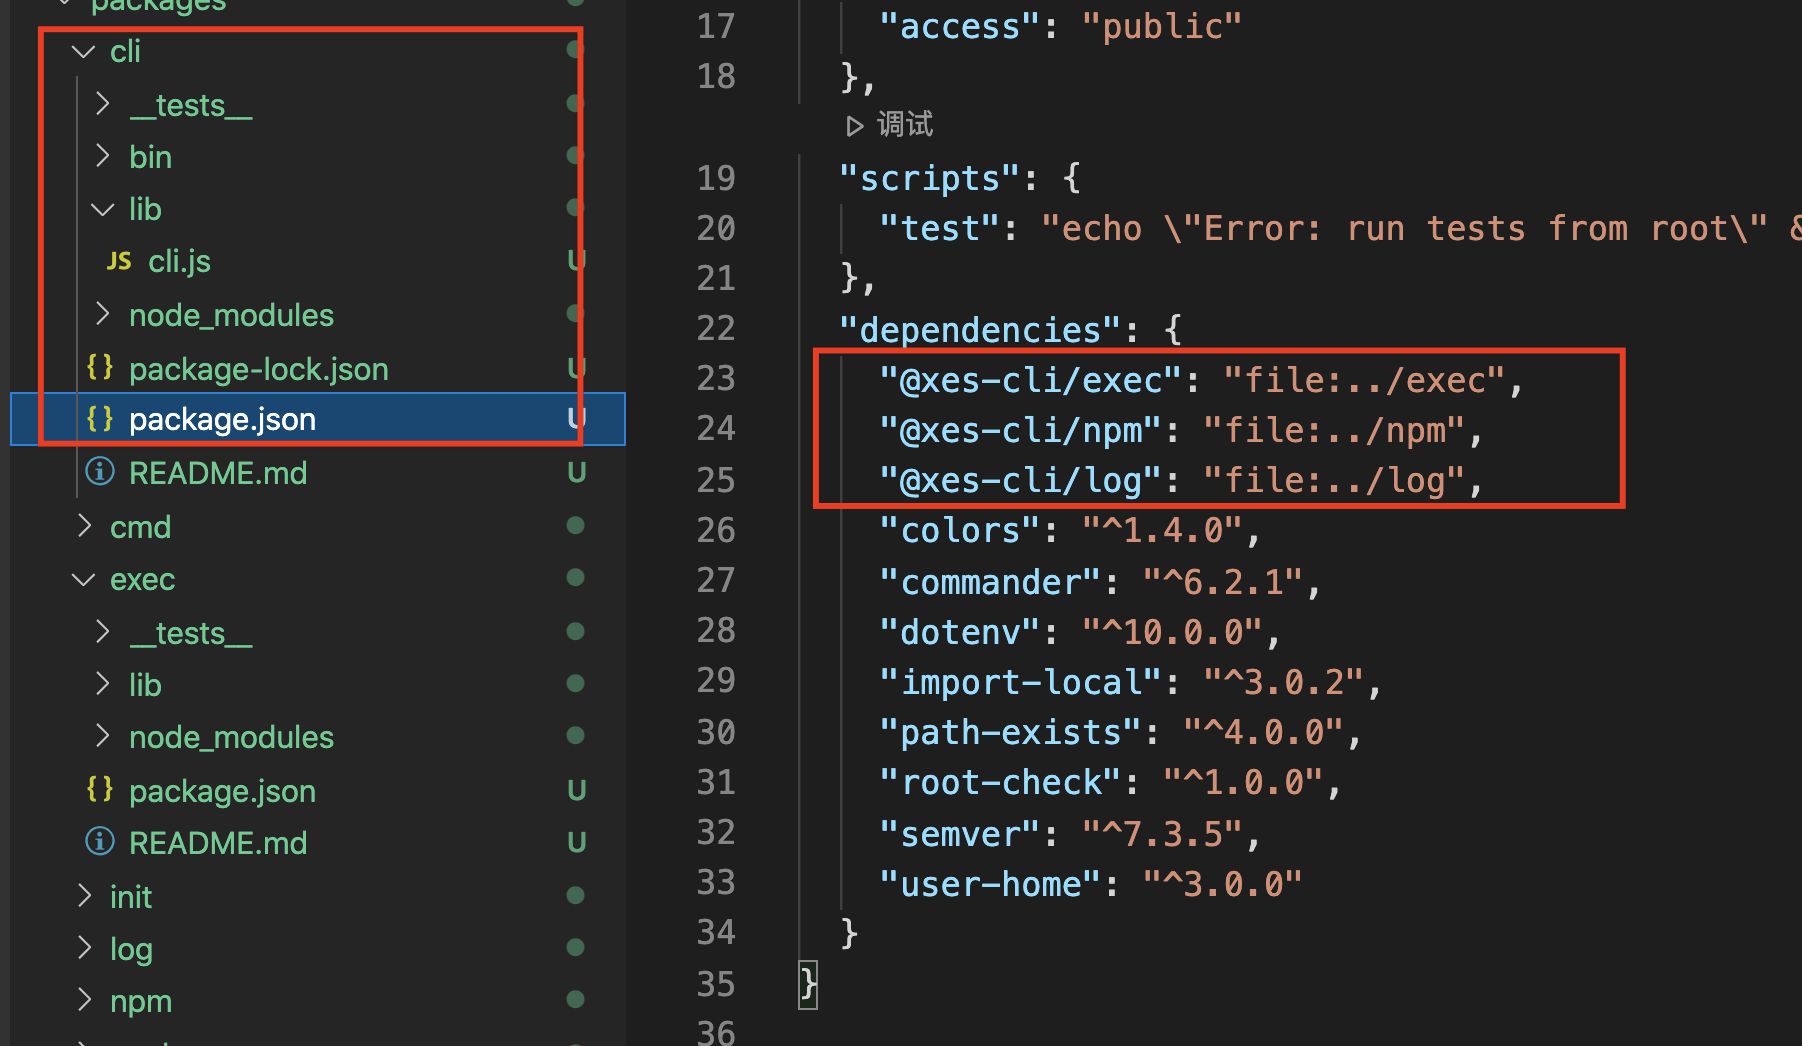 packages
cli
__tests__
bin
lib
JS cli.js U
node_modules
{} package-lock.json U
{} package.json U
README.md U
cmd
exec
__tests__
lib
node_modules
{} package.json U
README.md U
init
log
npm
17 "access": "public"
18 },
调试
19 "scripts": {
20 "test": "echo \"Error: run tests from root\" &
21 },
22 "dependencies": {
23 "@xes-cli/exec": "file:../exec",
24 "@xes-cli/npm": "file:../npm",
25 "@xes-cli/log": "file:../log",
26 "colors": "^1.4.0",
27 "commander": "^6.2.1",
28 "dotenv": "^10.0.0",
29 "import-local": "^3.0.2",
30 "path-exists": "^4.0.0",
31 "root-check": "^1.0.0",
32 "semver": "^7.3.5",
33 "user-home": "^3.0.0"
34 }
35 }
36